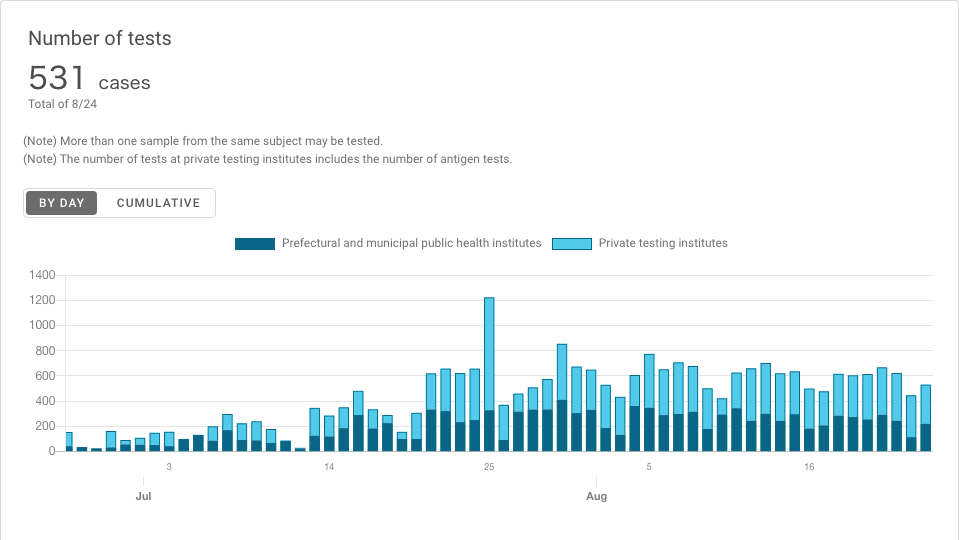 Number of tests
531 cases
Total of 8/24
(Note) More than one sample from the same subject may be tested.
(Note) The number of tests at private testing institutes includes the number of antigen tests.
BY DAY CUMULATIVE
Prefectural and municipal public health institutes Private testing institutes
1400
1200
1000
800
600
400
200
0
3 14 25 5 16
Jul Aug